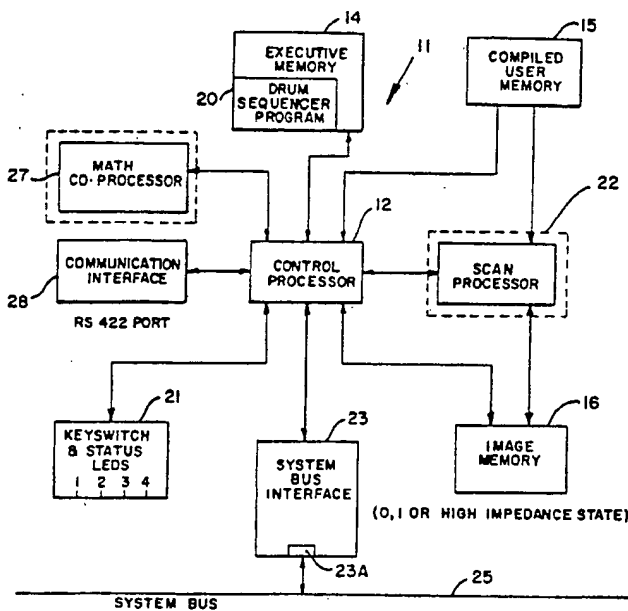 14
EXECUTIVE
MEMORY
20
DRUM
SEQUENCER
PROGRAM
11
15
COMPILED
USER
MEMORY
27
MATH
CO-PROCESSOR
12
CONTROL
PROCESSOR
22
SCAN
PROCESSOR
COMMUNICATION
INTERFACE
28
RS 422 PORT
21
KEYSWITCH
& STATUS
LEDS
1 2 3 4
23
SYSTEM
BUS
INTERFACE
23A
16
IMAGE
MEMORY
(0,1 OR HIGH IMPEDANCE STATE)
25
SYSTEM BUS